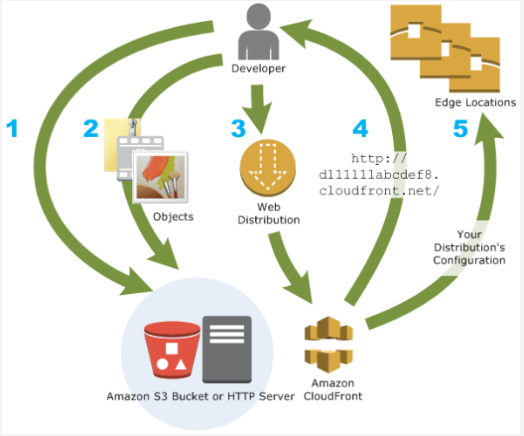 Developer
Edge Locations
1
2
3
4
5
http://
d111111abcdef8.
cloudfront.net/
Objects
Web
Distribution
Your
Distribution's
Configuration
Amazon S3 Bucket or HTTP Server
Amazon
CloudFront